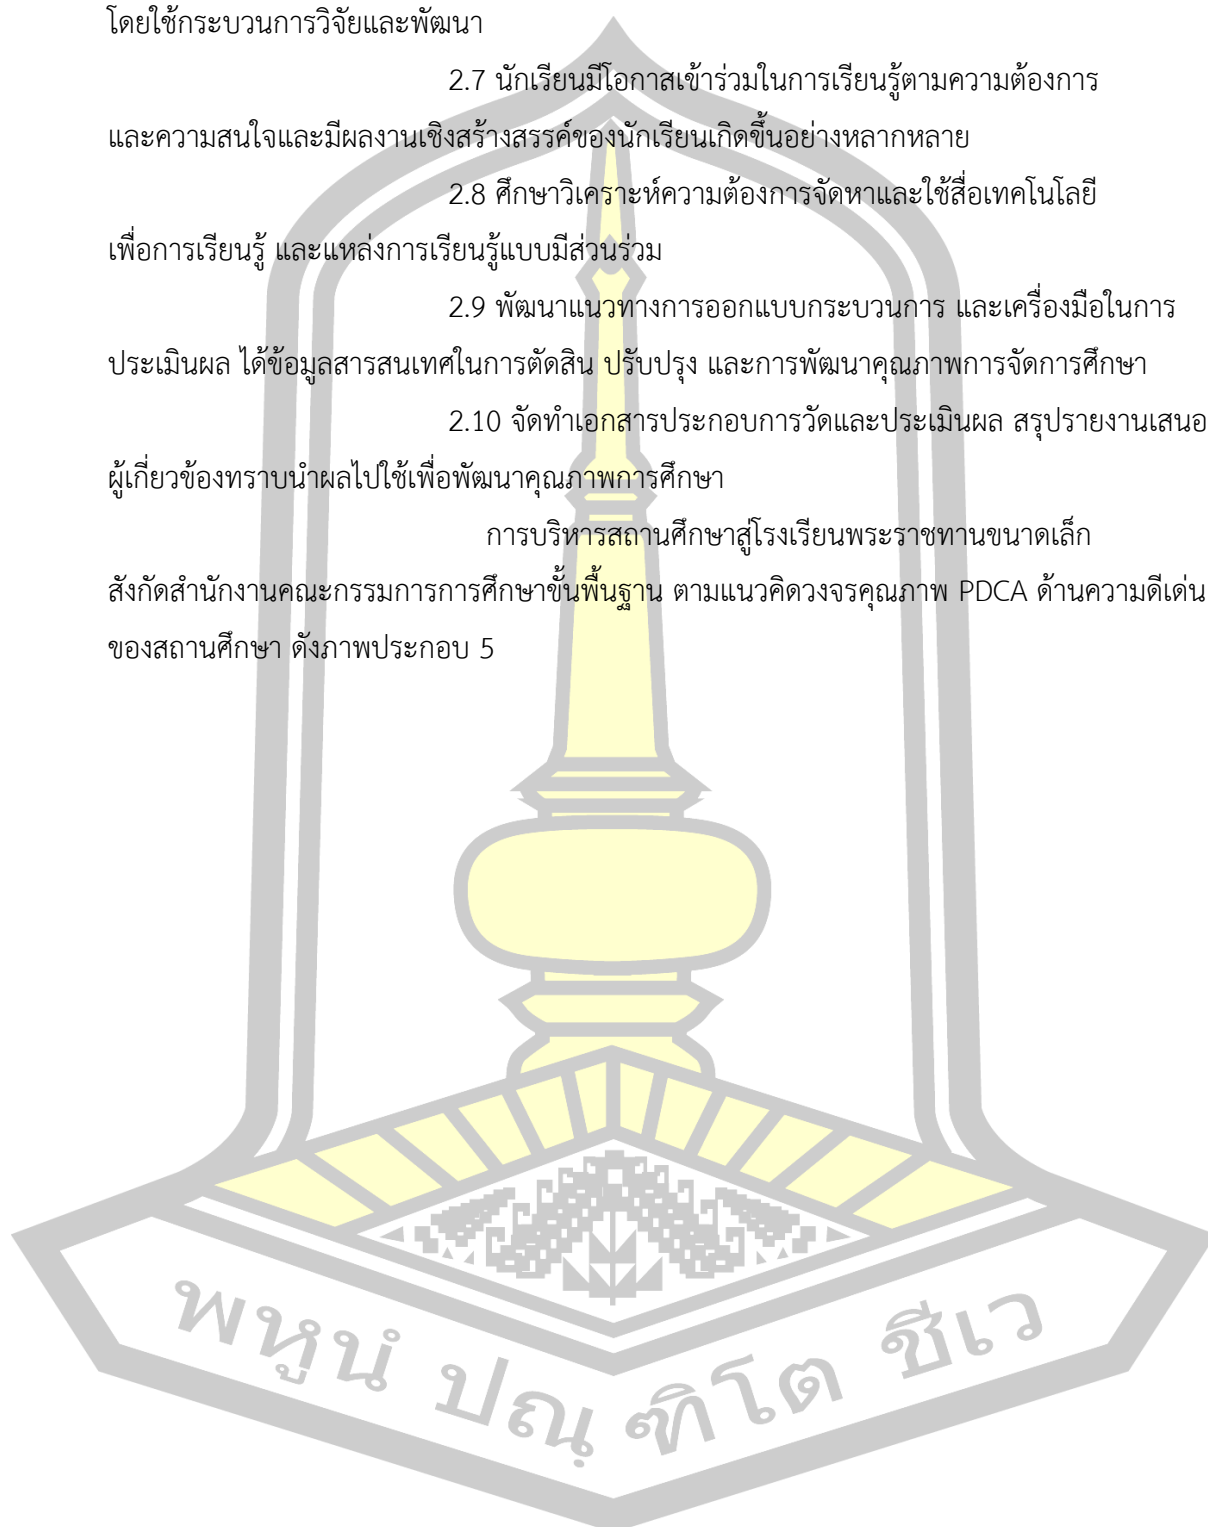 โดยใช้กระบวนการวิจัยและพัฒนา
2.7 นักเรียนมีโอกาสเข้าร่วมในการเรียนรู้ตามความต้องการ
และความสนใจและมีผลงานเชิงสร้างสรรค์ของนักเรียนเกิดขึ้นอย่างหลากหลาย
2.8 ศึกษาวิเคราะห์ความต้องการจัดหาและใช้สื่อเทคโนโลยี
เพื่อการเรียนรู้ และแหล่งการเรียนรู้แบบมีส่วนร่วม
2.9 พัฒนาแนวทางการออกแบบกระบวนการ และเครื่องมือในการ
ประเมินผล ได้ข้อมูลสารสนเทศในการตัดสิน ปรับปรุง และการพัฒนาคุณภาพการจัดการศึกษา
2.10 จัดทำเอกสารประกอบการวัดและประเมินผล สรุปรายงานเสนอ
ผู้เกี่ยวข้องทราบนำผลไปใช้เพื่อพัฒนาคุณภาพการศึกษา
การบริหารสถานศึกษาสู่โรงเรียนพระราชทานขนาดเล็ก
สังกัดสำนักงานคณะกรรมการการศึกษาขั้นพื้นฐาน ตามแนวคิดวงจรคุณภาพ PDCA ด้านความดีเด่น
ของสถานศึกษา ดังภาพประกอบ 5
พหูนํ ปณฺฑิโต ชีเว